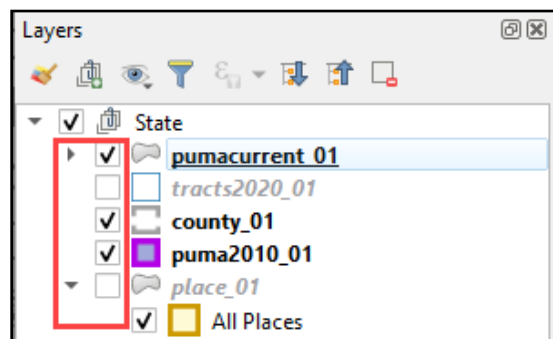 Layers
State
pumacurrent_01
tracts2020_01
county_01
puma2010_01
place_01
All Places